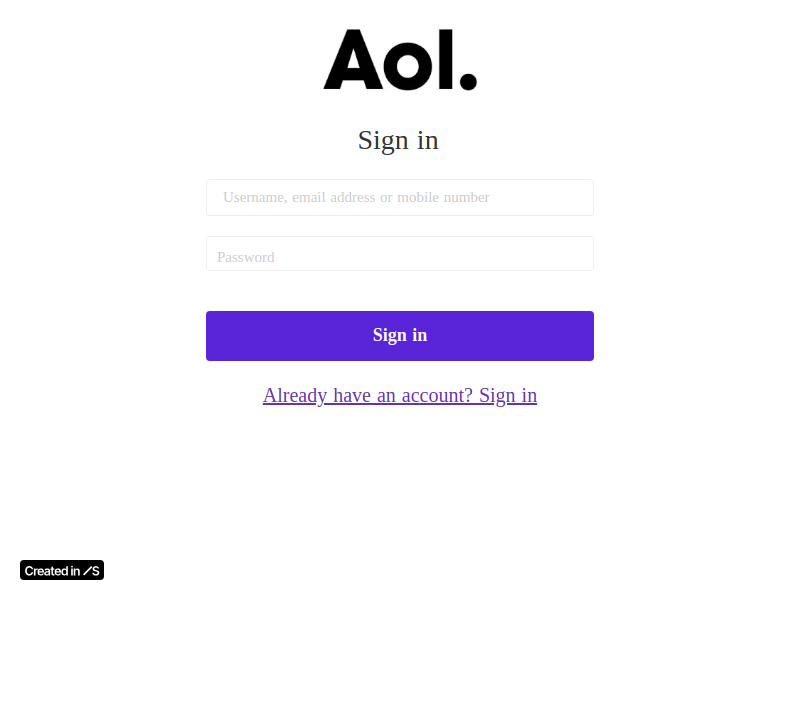 Aol.
Sign in
Username, email address or mobile number
Password
Sign in
Already have an account? Sign in
Created in /S